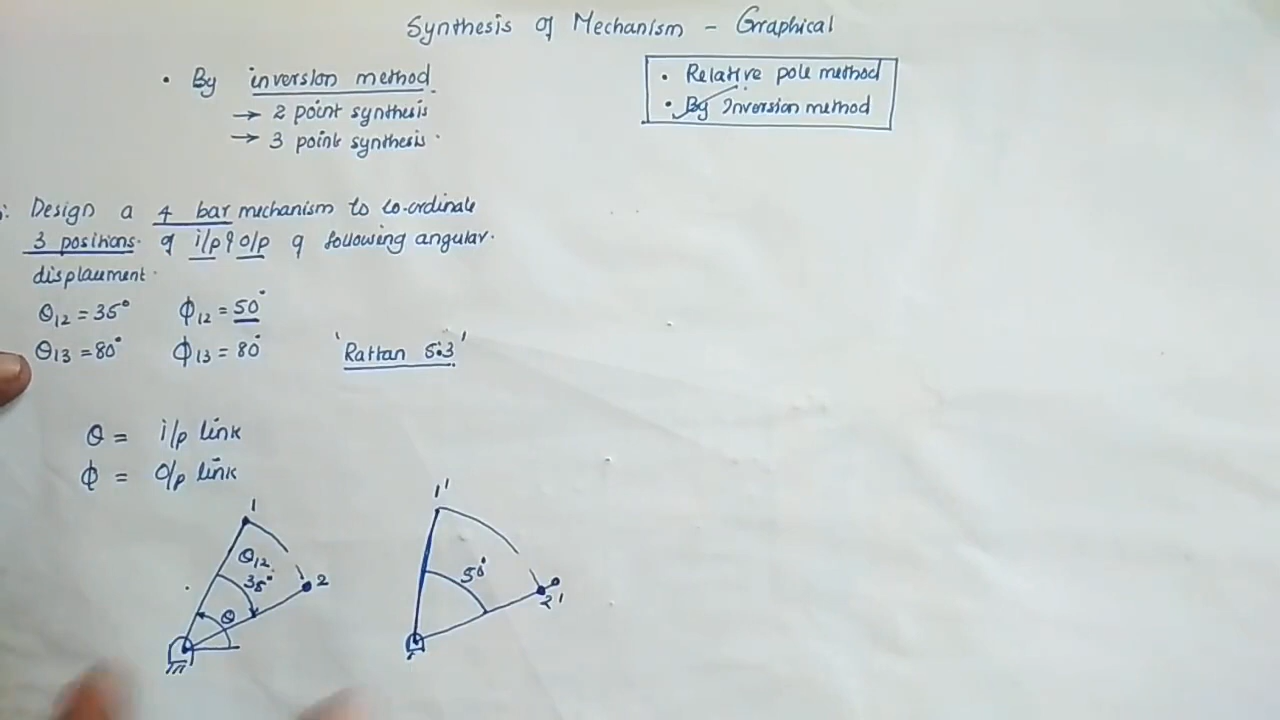 Synthesis of Mechanism - Graphical
• By inversion method.
→ 2 point synthesis
→ 3 point synthesis.
• Relative pole method
• By Inversion method
Design a 4 bar mechanism to co-ordinate
3 positions. of i/p & o/p of following angular.
displacement.
θ12 = 35° ϕ12 = 50°
θ13 = 80° ϕ13 = 80°
'Rattan 5.3'
θ = i/p link
ϕ = o/p link
1
θ12
35°
2
θ
1'
50°
2'